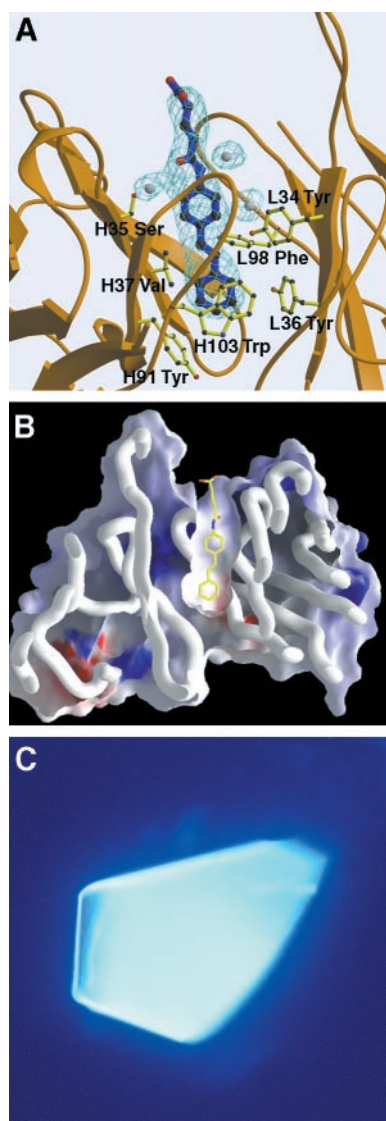 A
L34 Tyr
H35 Ser
L98 Phe
H37 Val
L36 Tyr
H103 Trp
H91 Tyr
B
C